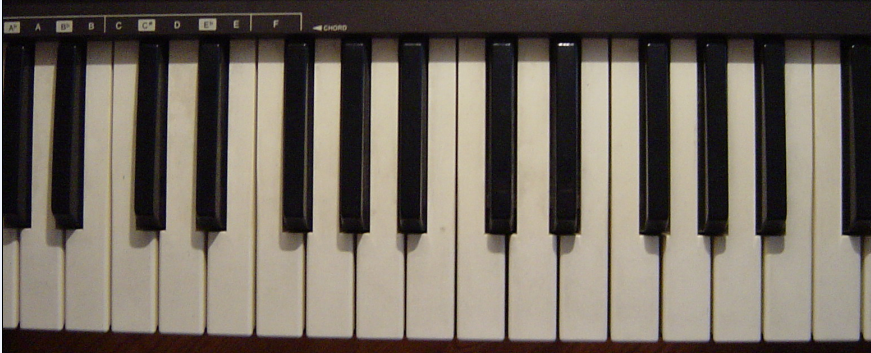 A♭ A B♭ B C C# D E♭ E F ◄CHORD